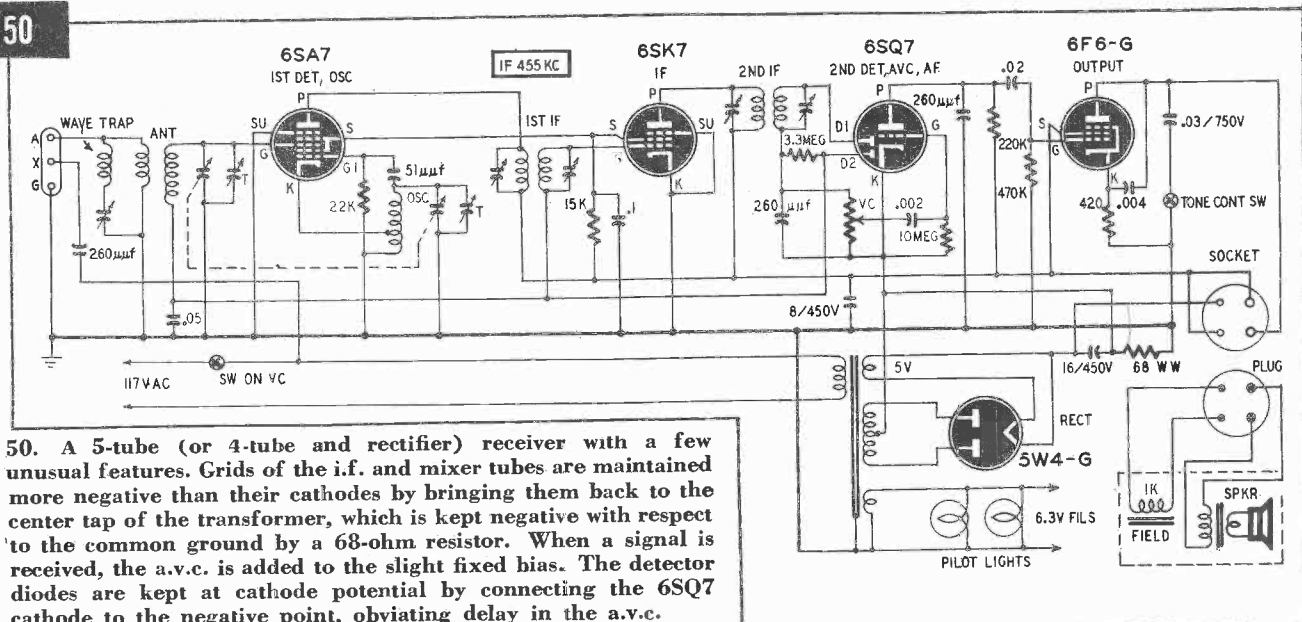 50
6SA7
1ST DET, OSC
IF 455 KC
6SK7
IF
2ND IF
6SQ7
2ND DET, AVC, AF
6F6-G
OUTPUT
WAVE TRAP
ANT
A
X
G
260μμf
T
.05
SU
G
P
S
G1
K
22K
51μμf
OSC
T
1ST IF
15K
.1
P
S
G
SU
K
3.3MEG
260 μμf
VC
.002
10MEG
P
D1
D2
G
K
260μμf
220K
.02
470K
P
S
G
K
420
.004
.03/750V
TONE CONT SW
SOCKET
8/450V
16/450V
68 WW
PLUG
117VAC
SW ON VC
5V
RECT
5W4-G
6.3V FILS
PILOT LIGHTS
1K
FIELD
SPKR.
50. A 5-tube (or 4-tube and rectifier) receiver with a few
unusual features. Grids of the i.f. and mixer tubes are maintained
more negative than their cathodes by bringing them back to the
center tap of the transformer, which is kept negative with respect
to the common ground by a 68-ohm resistor. When a signal is
received, the a.v.c. is added to the slight fixed bias. The detector
diodes are kept at cathode potential by connecting the 6SQ7
cathode to the negative point, obviating delay in the a.v.c.